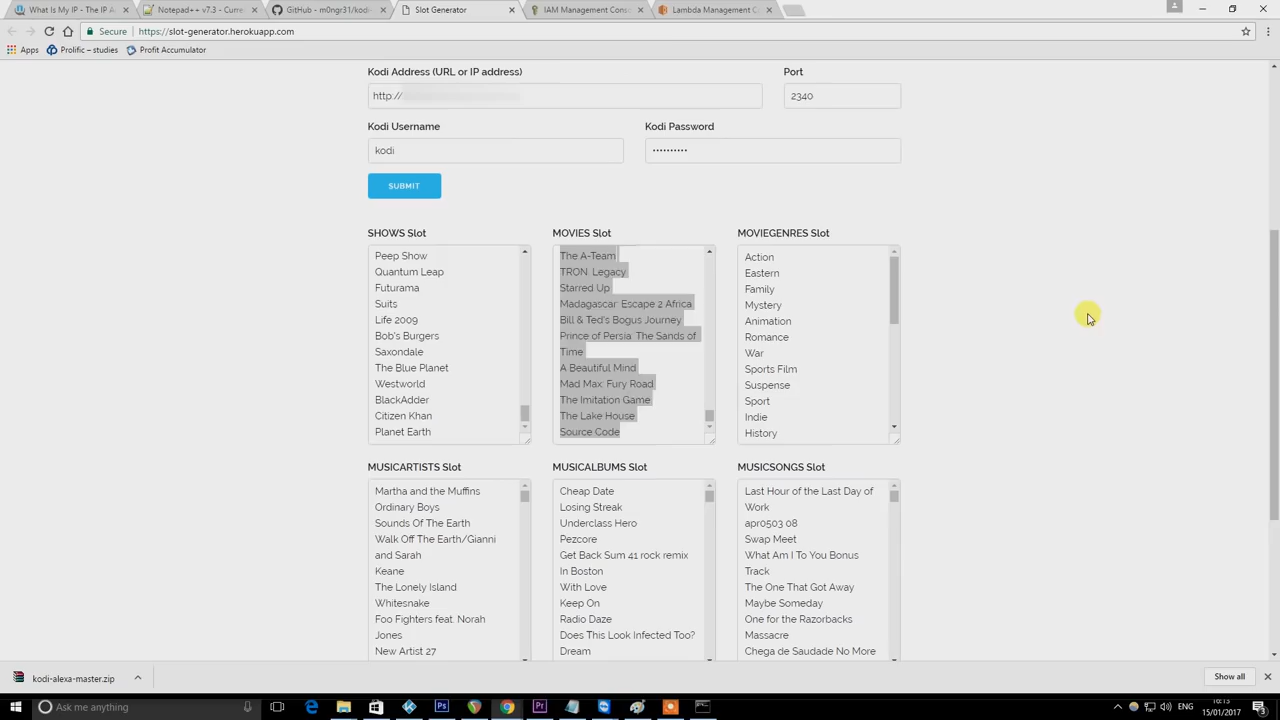 What Is My IP - The IP A
Notepad++ v7.3 - Curre
GitHub - m0ngr31/kodi-
Slot Generator
IAM Management Cons
Lambda Management C
Secure
https://slot-generator.herokuapp.com
Apps
Prolific – studies
Profit Accumulator
Kodi Address (URL or IP address)
Port
http://
2340
Kodi Username
Kodi Password
kodi
••••••••••
SUBMIT
SHOWS Slot
MOVIES Slot
MOVIEGENRES Slot
Peep Show
Quantum Leap
Futurama
Suits
Life 2009
Bob's Burgers
Saxondale
The Blue Planet
Westworld
BlackAdder
Citizen Khan
Planet Earth
The A-Team
TRON: Legacy
Starred Up
Madagascar: Escape 2 Africa
Bill & Ted's Bogus Journey
Prince of Persia: The Sands of
Time
A Beautiful Mind
Mad Max: Fury Road
The Imitation Game
The Lake House
Source Code
Action
Eastern
Family
Mystery
Animation
Romance
War
Sports Film
Suspense
Sport
Indie
History
MUSICARTISTS Slot
MUSICALBUMS Slot
MUSICSONGS Slot
Martha and the Muffins
Ordinary Boys
Sounds Of The Earth
Walk Off The Earth/Gianni
and Sarah
Keane
The Lonely Island
Whitesnake
Foo Fighters feat. Norah
Jones
New Artist 27
Cheap Date
Losing Streak
Underclass Hero
Pezcore
Get Back Sum 41 rock remix
In Boston
With Love
Keep On
Radio Daze
Does This Look Infected Too?
Dream
Last Hour of the Last Day of
Work
apr0503 08
Swap Meet
What Am I To You Bonus
Track
The One That Got Away
Maybe Someday
One for the Razorbacks
Massacre
Chega de Saudade No More
kodi-alexa-master.zip
Show all
Ask me anything
ENG
16:13
15/01/2017